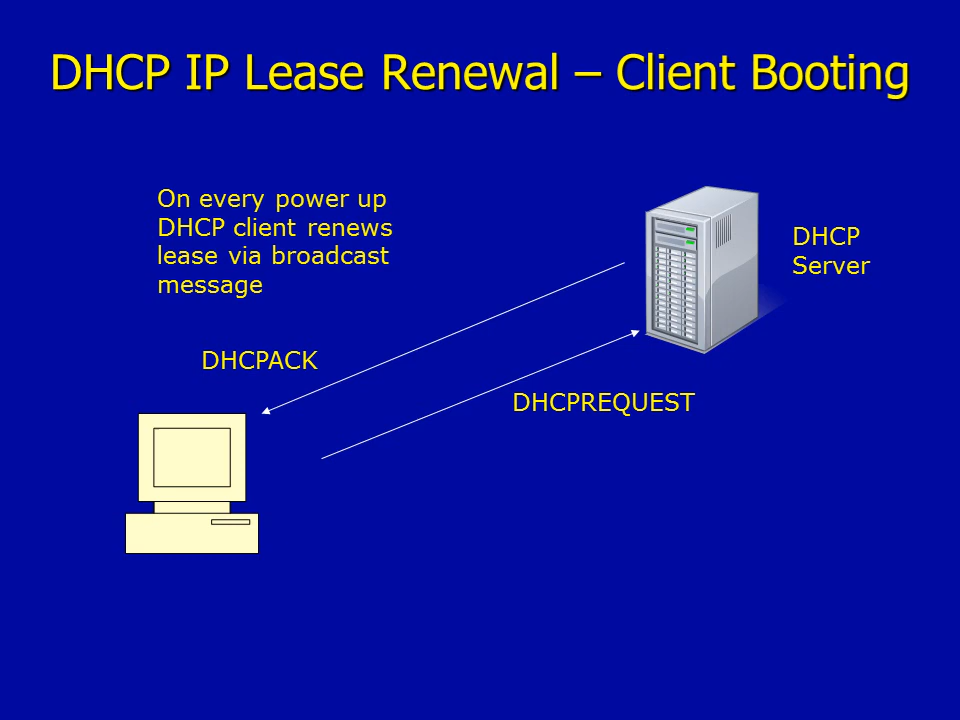 DHCP IP Lease Renewal – Client Booting
On every power up
DHCP client renews
lease via broadcast
message
DHCP
Server
DHCPACK
DHCPREQUEST